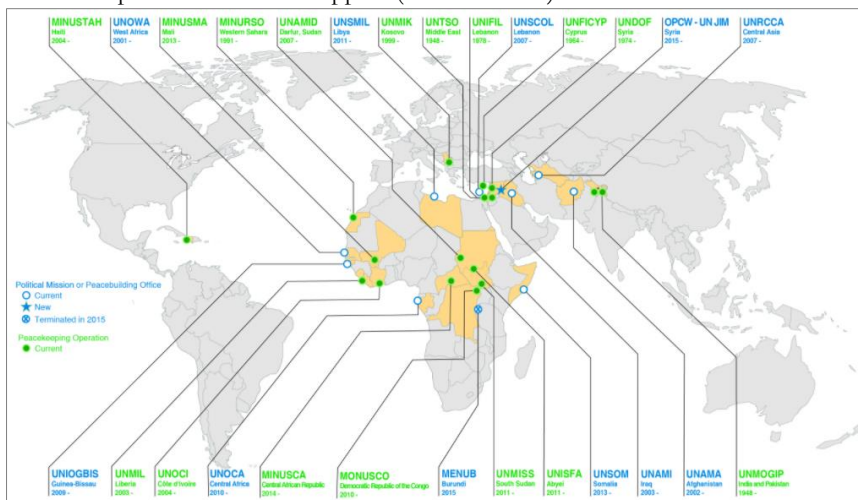 MINUSTAH
Haiti
2004 -
UNOWA
West Africa
2001 -
MINUSMA
Mali
2013 -
MINURSO
Western Sahara
1991 -
UNAMID
Darfur, Sudan
2007 -
UNSMIL
Libya
2011 -
UNMIK
Kosovo
1999 -
UNTSO
Middle East
1948 -
UNIFIL
Lebanon
1978 -
UNSCOL
Lebanon
2007 -
UNFICYP
Cyprus
1964 -
UNDOF
Syria
1974 -
OPCW - UN JIM
Syria
2015 -
UNRCCA
Central Asia
2007 -
Political Mission or Peacebuilding Office
Current
New
Terminated in 2015
Peacekeeping Operation
Current
UNIOGBIS
Guinea-Bissau
2009 -
UNMIL
Liberia
2003 -
UNOCI
Côte d'Ivoire
2004 -
UNOCA
Central Africa
2010 -
MINUSCA
Central African Republic
2014 -
MONUSCO
Democratic Republic of the Congo
2010 -
MENUB
Burundi
2015
UNMISS
South Sudan
2011 -
UNISFA
Abyei
2011 -
UNSOM
Somalia
2013 -
UNAMI
Iraq
2003 -
UNAMA
Afghanistan
2002 -
UNMOGIP
India and Pakistan
1948 -